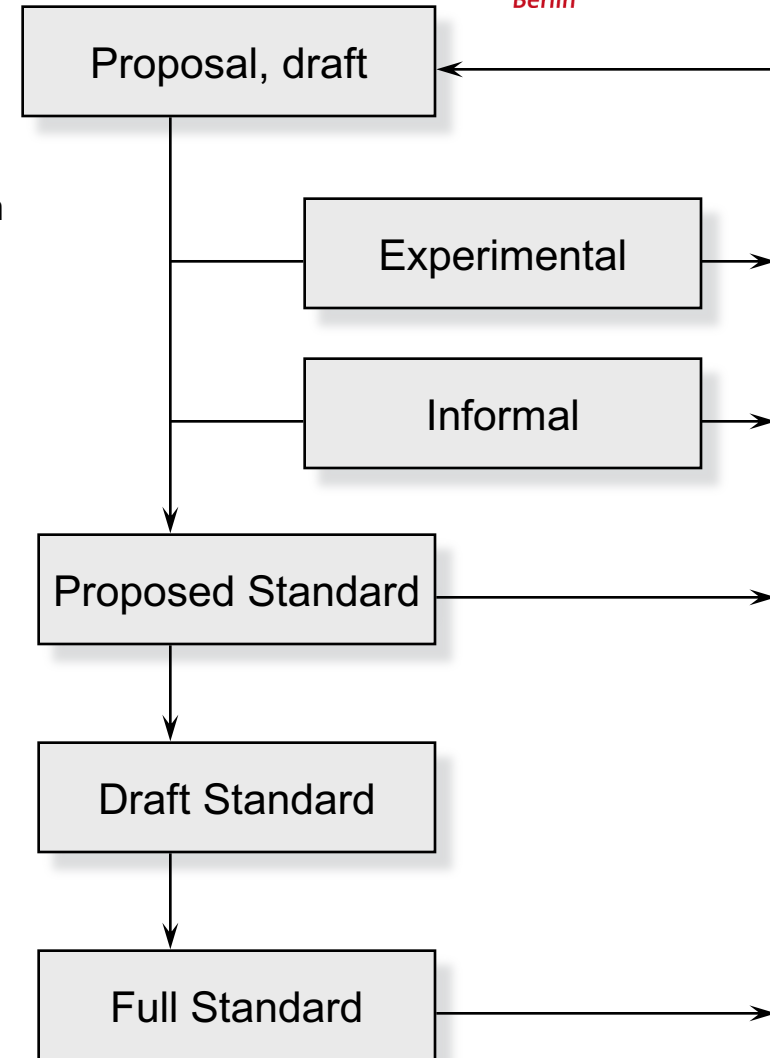 Berlin
Proposal, draft
Experimental
Informal
Proposed Standard
Draft Standard
Full Standard